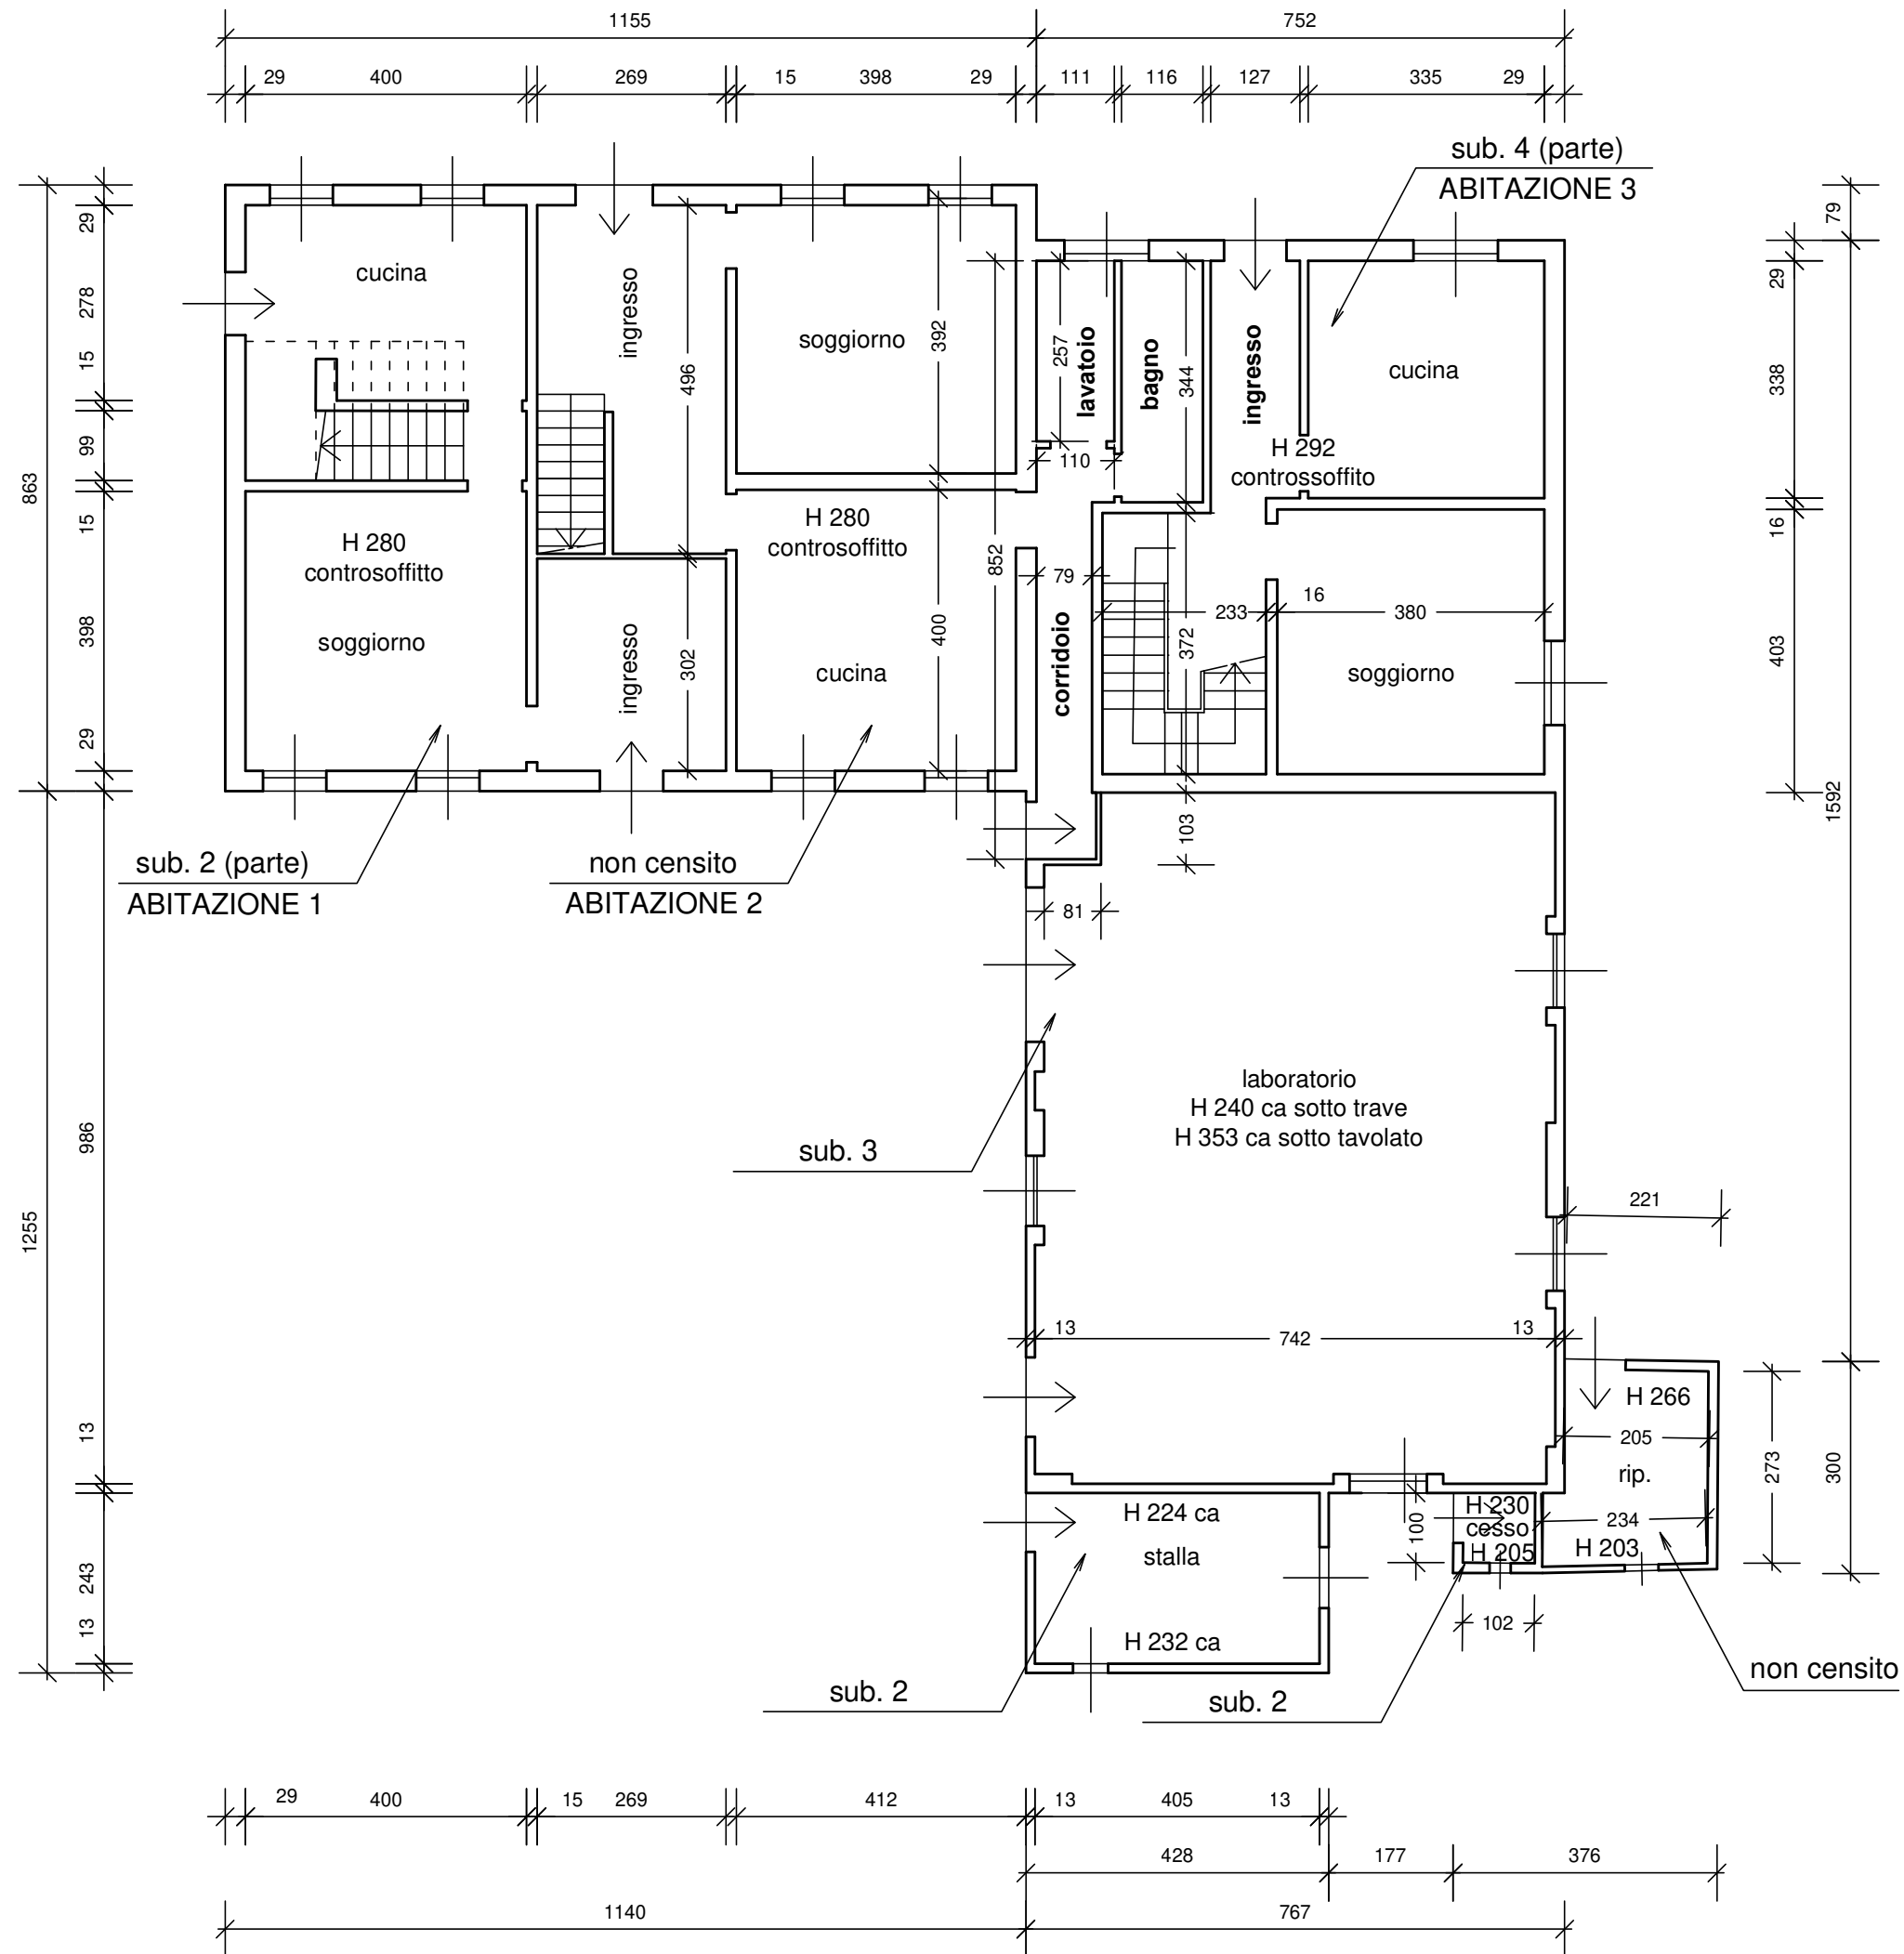 1155
752
29
400
269
15
398
29
111
116
127
335
29
sub. 4 (parte)
ABITAZIONE 3
863
29
278
15
99
15
398
29
79
29
338
16
403
1592
cucina
ingresso
496
soggiorno
392
257
lavatoio
bagno
344
ingresso
cucina
H 292
controssoffito
110
H 280
controsoffitto
soggiorno
H 280
controsoffitto
852
79
233
16
380
ingresso
302
400
cucina
corridoio
372
soggiorno
103
sub. 2 (parte)
ABITAZIONE 1
non censito
ABITAZIONE 2
81
laboratorio
H 240 ca sotto trave
H 353 ca sotto tavolato
sub. 3
986
1255
221
13
742
13
13
H 266
205
rip.
273
300
H 224 ca
stalla
100
H 230
cesso
H 205
234
H 203
243
13
H 232 ca
102
sub. 2
sub. 2
non censito
29
400
15
269
412
13
405
13
428
177
376
1140
767